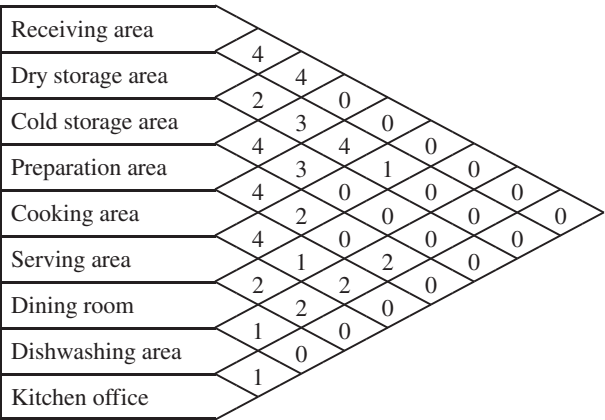 Receiving area
4
Dry storage area 4
2 0
Cold storage area 3 0
4 4 0
Preparation area 3 1 0
4 0 0 0
Cooking area 2 0 0 0
4 0 0 0
Serving area 1 2 0
2 2 0
Dining room 2 0
1 0
Dishwashing area 0
1
Kitchen office